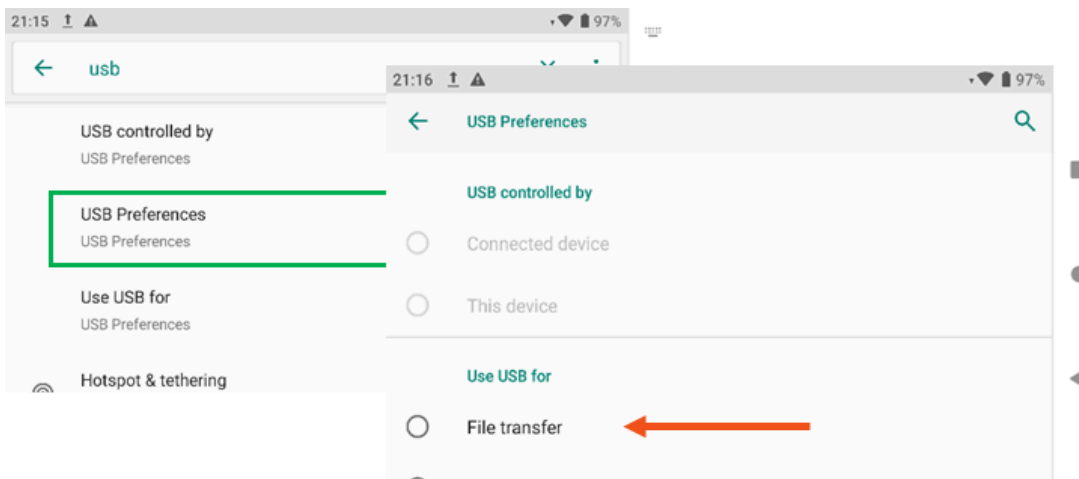 21:15 97%
usb
USB controlled by
USB Preferences
USB Preferences
USB Preferences
Use USB for
USB Preferences
Hotspot & tethering
21:16 97%
USB Preferences
USB controlled by
Connected device
This device
Use USB for
File transfer